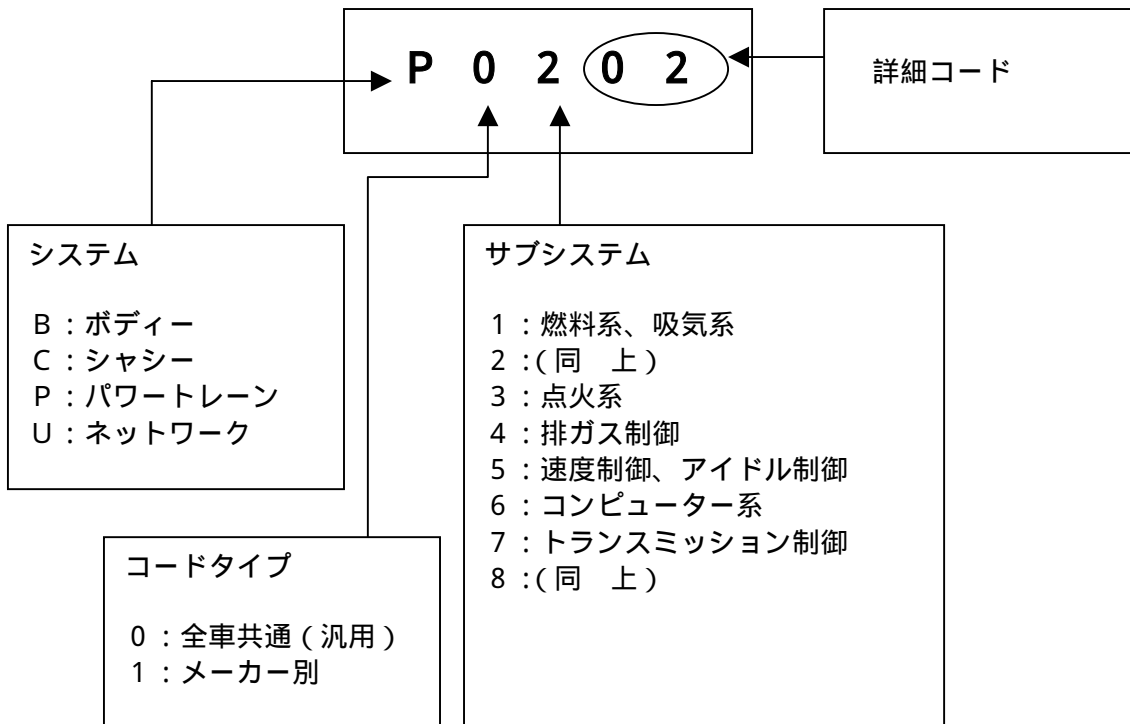 P 0 2 0 2
詳細コード
システム
B：ボディー
C：シャシー
P：パワートレーン
U：ネットワーク
コードタイプ
0：全車共通（汎用）
1：メーカー別
サブシステム
1：燃料系、吸気系
2：（同　上）
3：点火系
4：排ガス制御
5：速度制御、アイドル制御
6：コンピューター系
7：トランスミッション制御
8：（同　上）